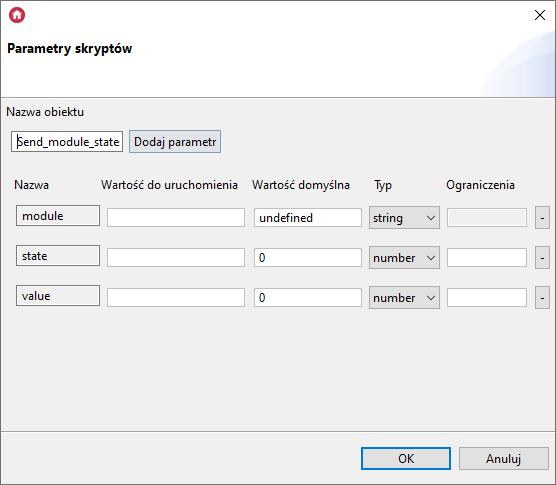 Parametry skryptów
Nazwa obiektu
Send_module_state Dodaj parametr
Nazwa Wartość do uruchomienia Wartość domyślna Typ Ograniczenia
module undefined string -
state 0 number -
value 0 number -
OK Anuluj